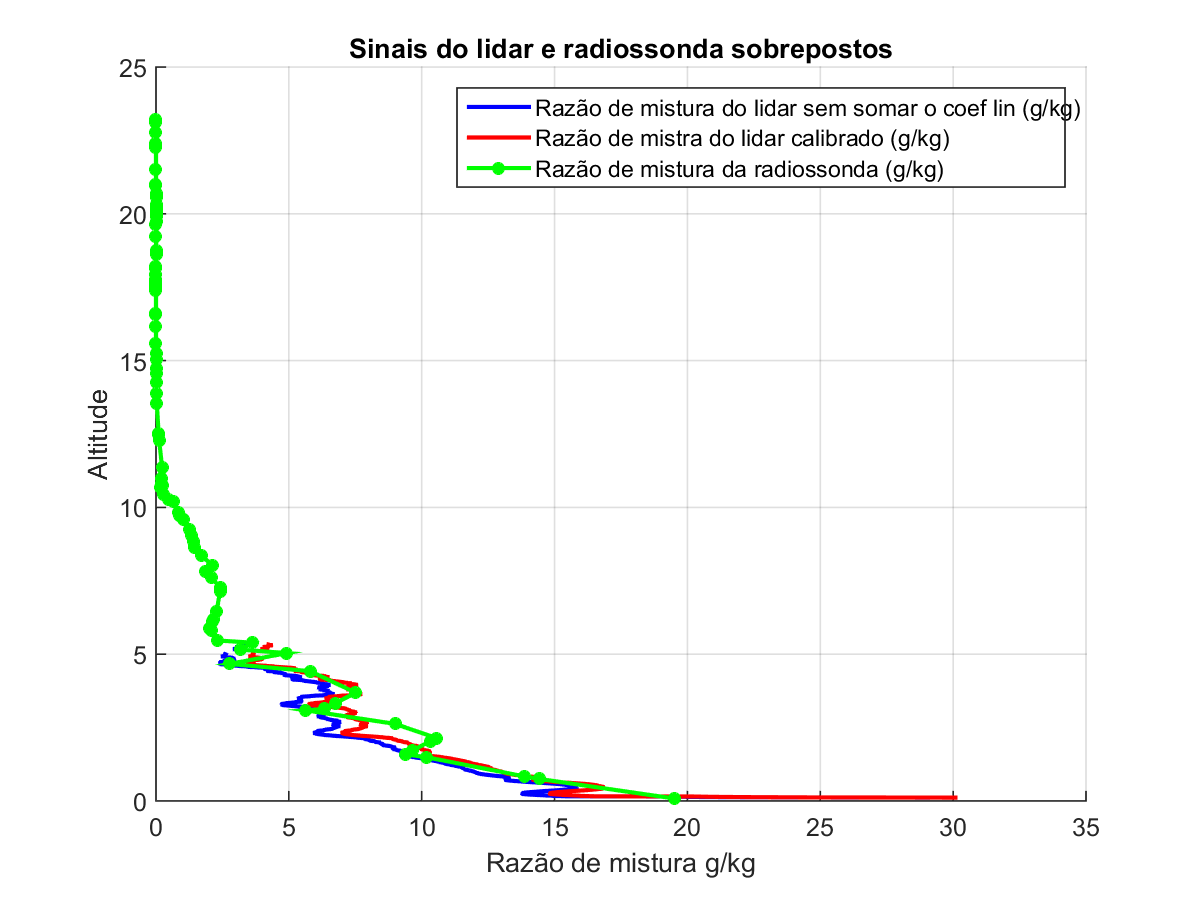 Sinais do lidar e radiossonda sobrepostos
25
Razão de mistura do lidar sem somar o coef lin (g/kg)
Razão de mistra do lidar calibrado (g/kg)
Razão de mistura da radiossonda (g/kg)
20
15
Altitude
10
5
0
0 5 10 15 20 25 30 35
Razão de mistura g/kg